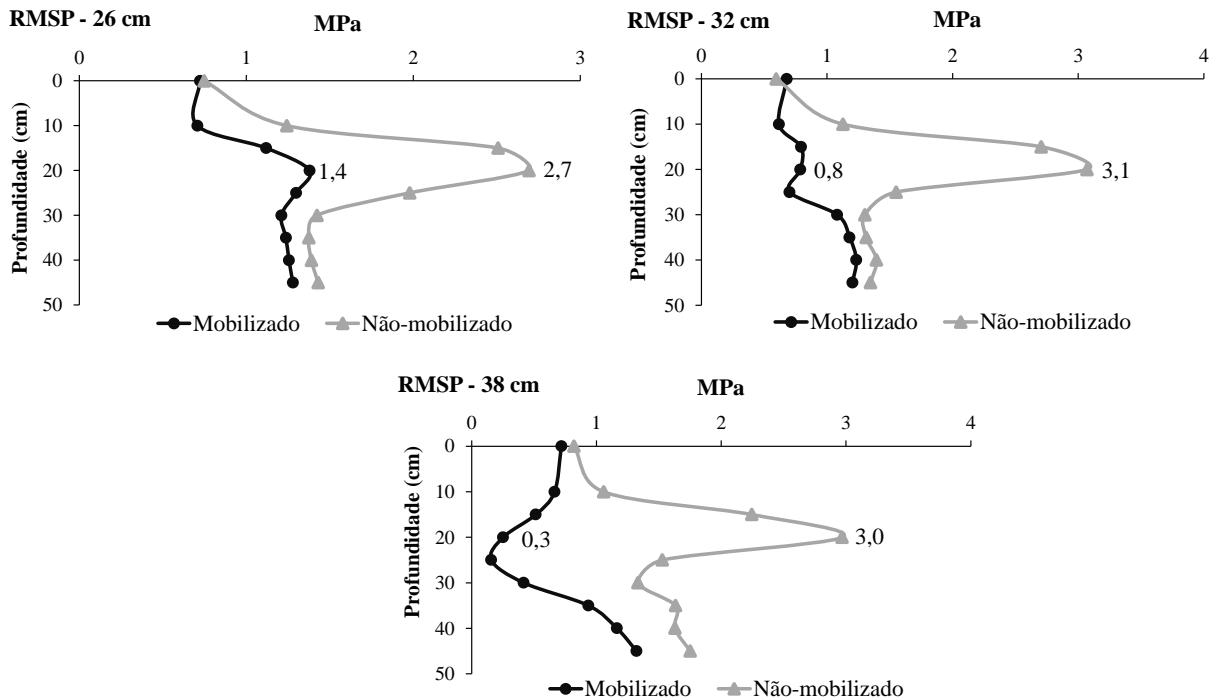 RMSP - 26 cm
MPa
0 1 2 3
0
10
20
30
40
50
Profundidade (cm)
1,4
2,7
Mobilizado Não-mobilizado
RMSP - 32 cm
MPa
0 1 2 3 4
0
10
20
30
40
50
Profundidade (cm)
0,8
3,1
Mobilizado Não-mobilizado
RMSP - 38 cm
MPa
0 1 2 3 4
0
10
20
30
40
50
Profundidade (cm)
0,3
3,0
Mobilizado Não-mobilizado